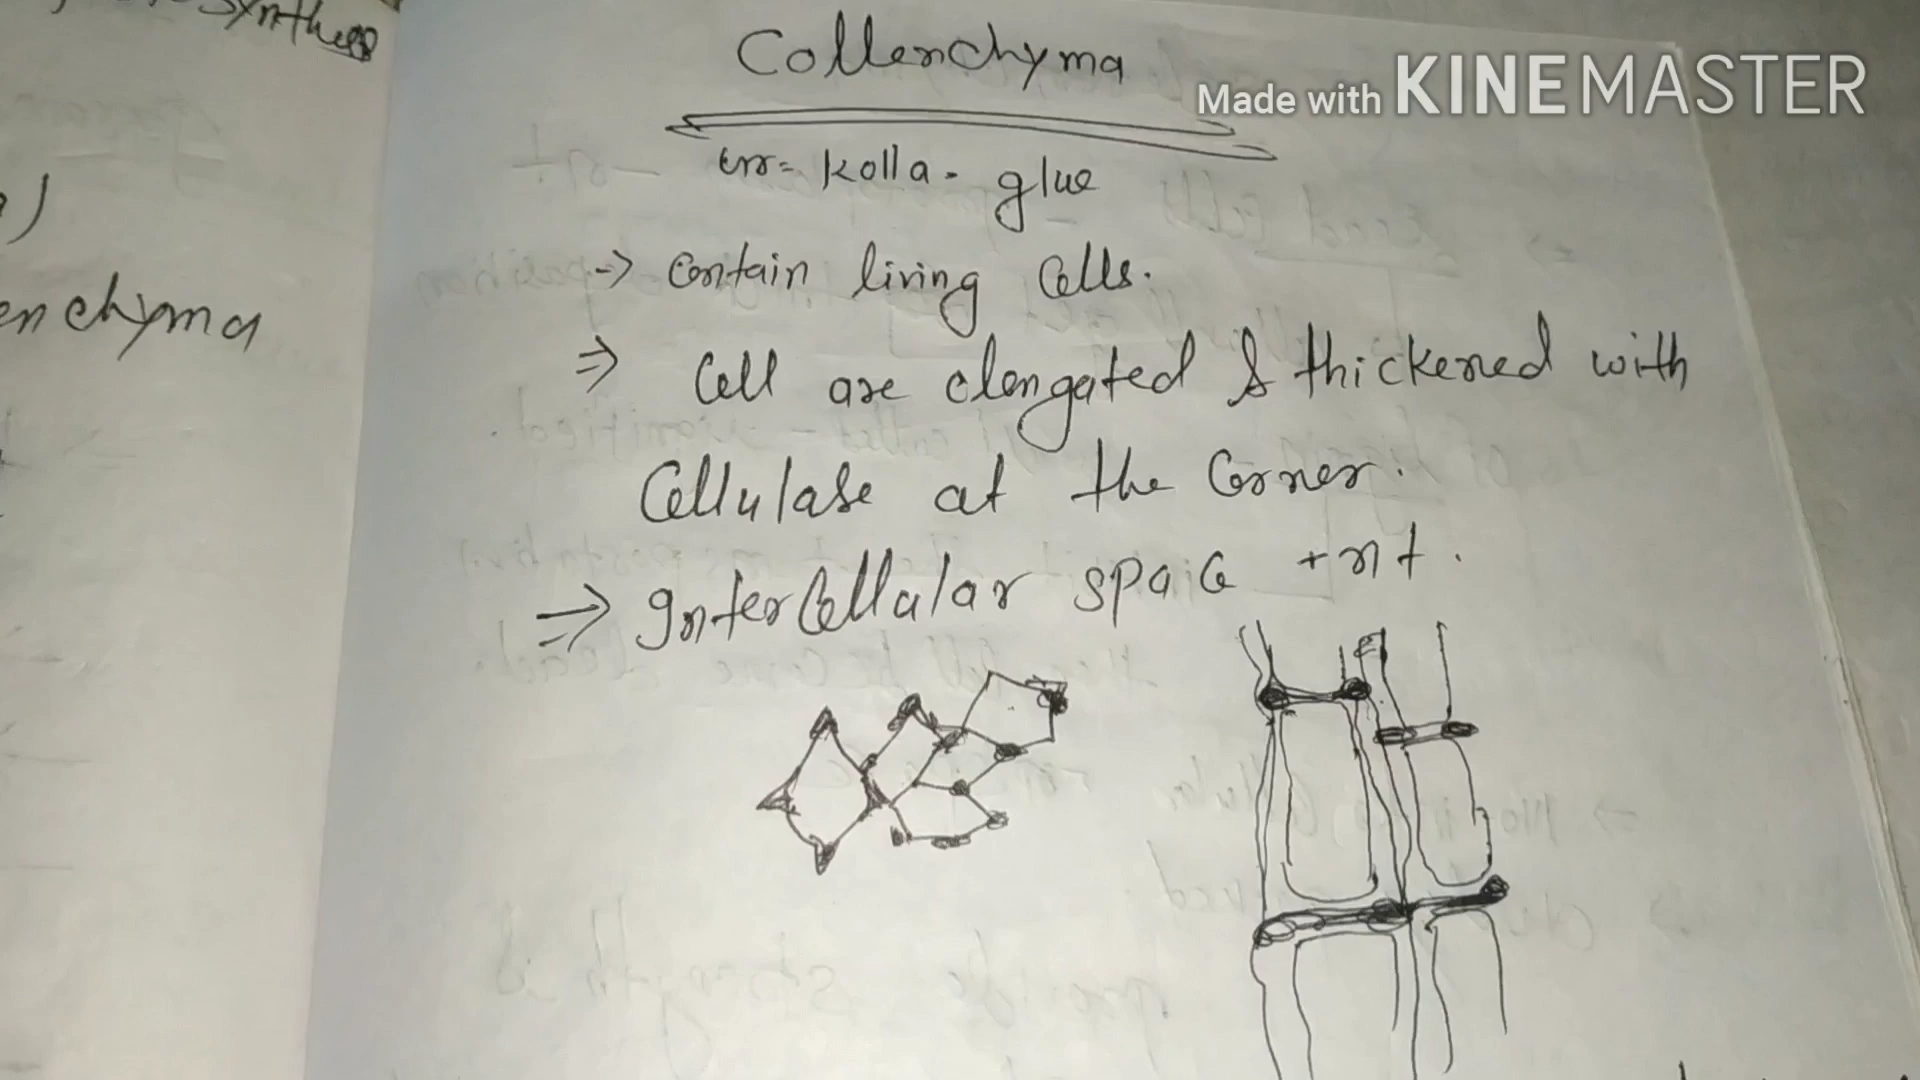 Collenchyma
Made with KINEMASTER
Gr= kolla - glue
-> Contain living Cells.
=> Cell are elongated & thickened with
Cellulase at the Corner.
=> InterCellular space +nt.
enchyma